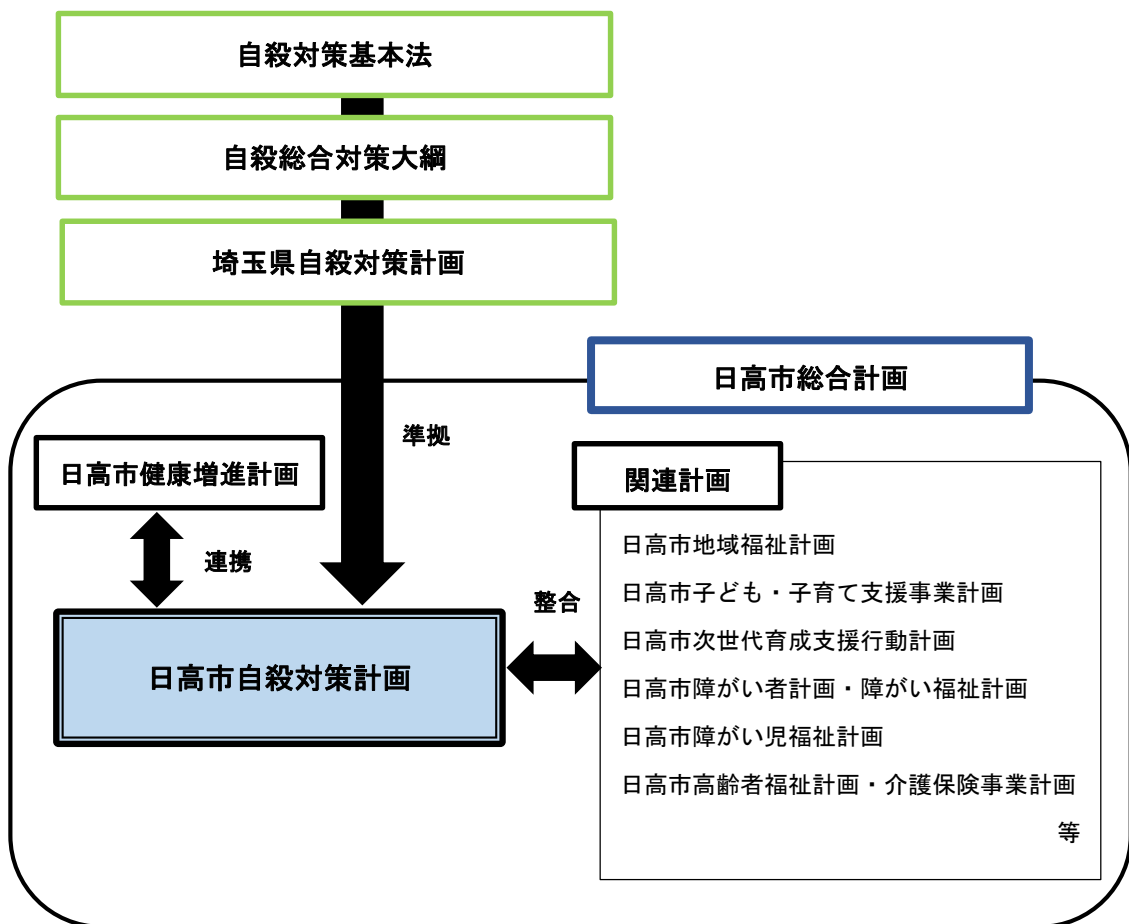 自殺対策基本法
自殺総合対策大綱
埼玉県自殺対策計画
日高市総合計画
準拠
日高市健康増進計画
関連計画
連携
日高市地域福祉計画
日高市子ども・子育て支援事業計画
日高市次世代育成支援行動計画
日高市障がい者計画・障がい福祉計画
日高市障がい児福祉計画
日高市高齢者福祉計画・介護保険事業計画
等
整合
日高市自殺対策計画